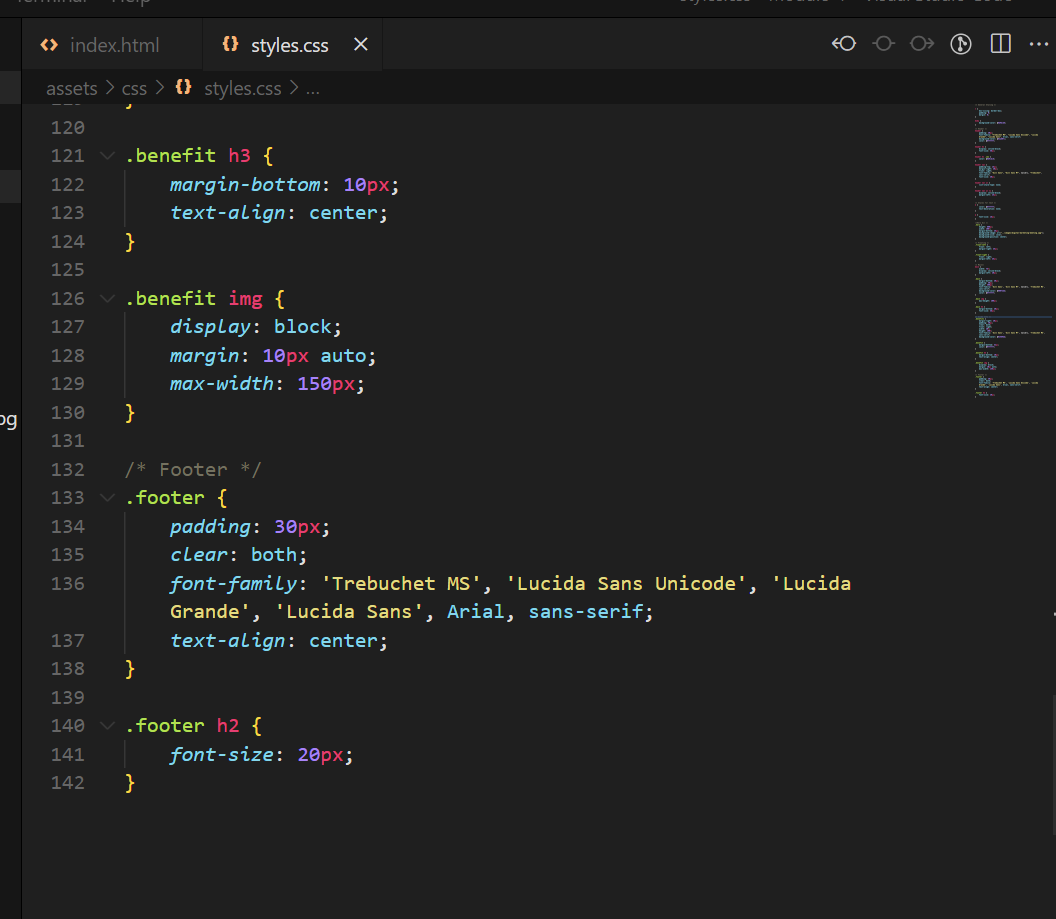 index.html
styles.css
assets > css > styles.css > ...
120
121 .benefit h3 {
122 margin-bottom: 10px;
123 text-align: center;
124 }
125
126 .benefit img {
127 display: block;
128 margin: 10px auto;
129 max-width: 150px;
130 }
131
132 /* Footer */
133 .footer {
134 padding: 30px;
135 clear: both;
136 font-family: 'Trebuchet MS', 'Lucida Sans Unicode', 'Lucida
Grande', 'Lucida Sans', Arial, sans-serif;
137 text-align: center;
138 }
139
140 .footer h2 {
141 font-size: 20px;
142 }